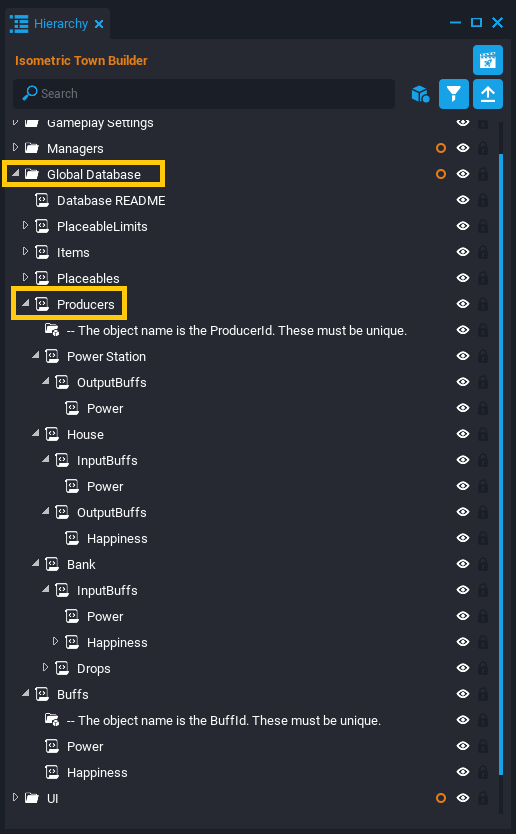 Hierarchy
Isometric Town Builder
Search
Gameplay Settings
Managers
Global Database
Database README
PlaceableLimits
Items
Placeables
Producers
-- The object name is the ProducerId. These must be unique.
Power Station
OutputBuffs
Power
House
InputBuffs
Power
OutputBuffs
Happiness
Bank
InputBuffs
Power
Happiness
Drops
Buffs
-- The object name is the BuffId. These must be unique.
Power
Happiness
UI